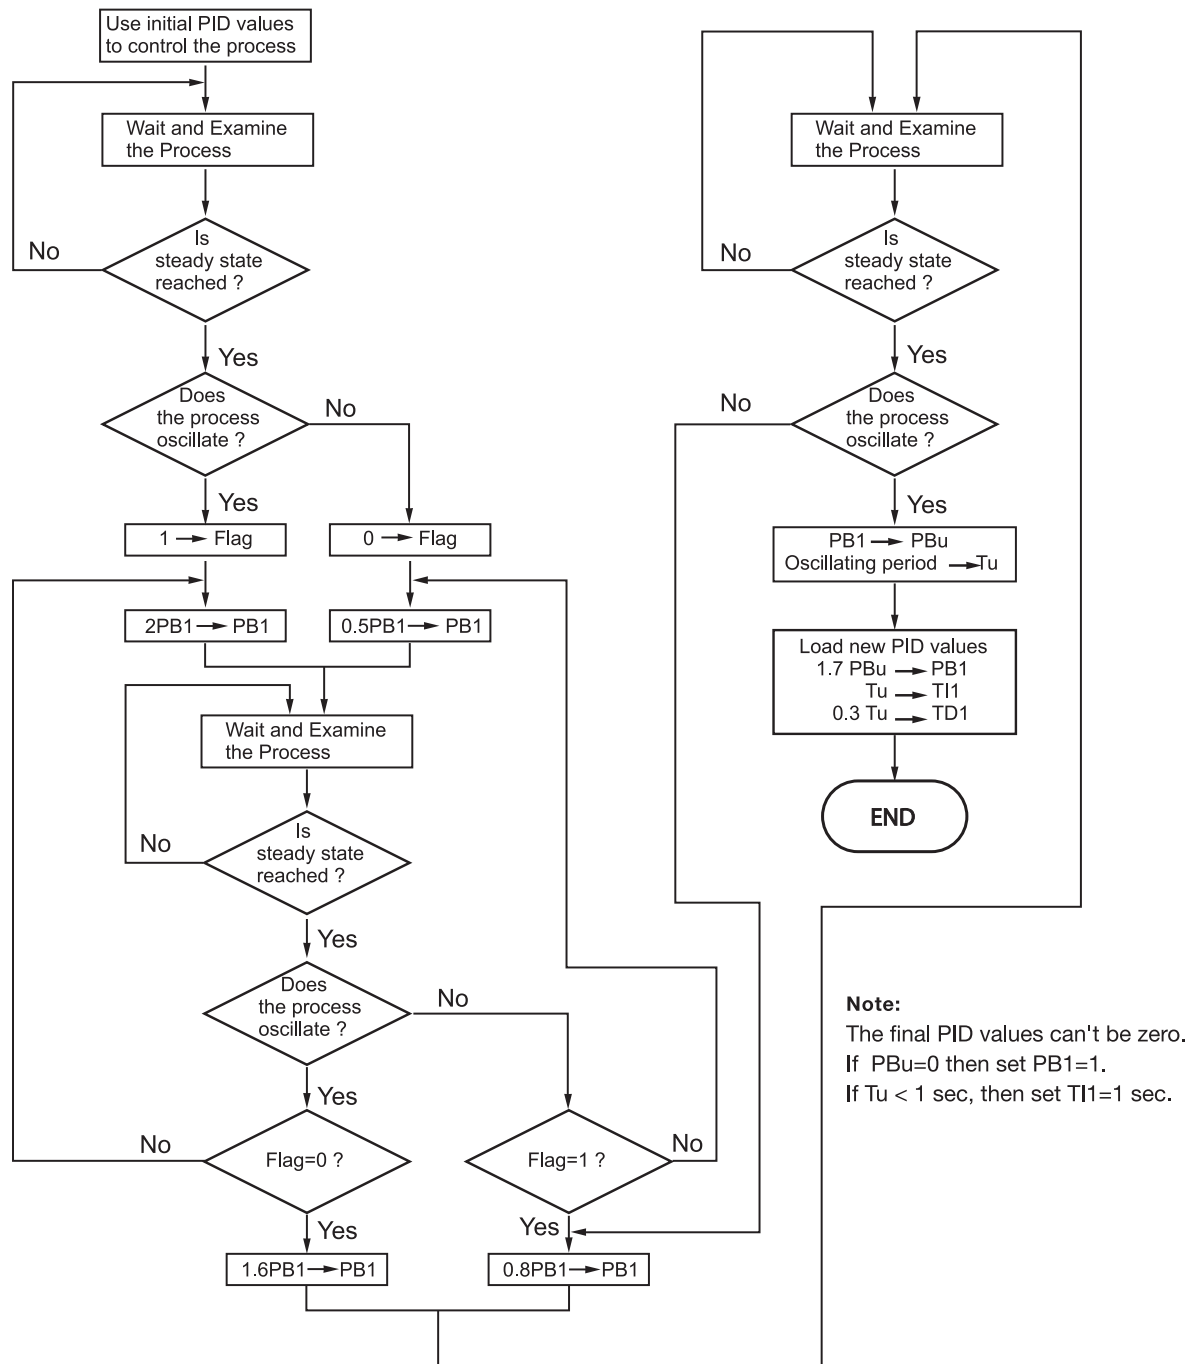 Use initial PID values
to control the process
Wait and Examine
the Process
Is
steady state
reached ?
No
Yes
Does
the process
oscillate ?
No
Yes
1 → Flag
0 → Flag
2PB1 → PB1
0.5PB1 → PB1
Wait and Examine
the Process
Is
steady state
reached ?
No
Yes
Does
the process
oscillate ?
No
Yes
Flag=0 ?
No
Yes
Flag=1 ?
No
Yes
1.6PB1 → PB1
0.8PB1 → PB1
Wait and Examine
the Process
Is
steady state
reached ?
No
Yes
Does
the process
oscillate ?
No
Yes
PB1 → PBu
Oscillating period → Tu
Load new PID values
1.7 PBu → PB1
Tu → TI1
0.3 Tu → TD1
END
Note:
The final PID values can't be zero.
If PBu=0 then set PB1=1.
If Tu < 1 sec, then set TI1=1 sec.